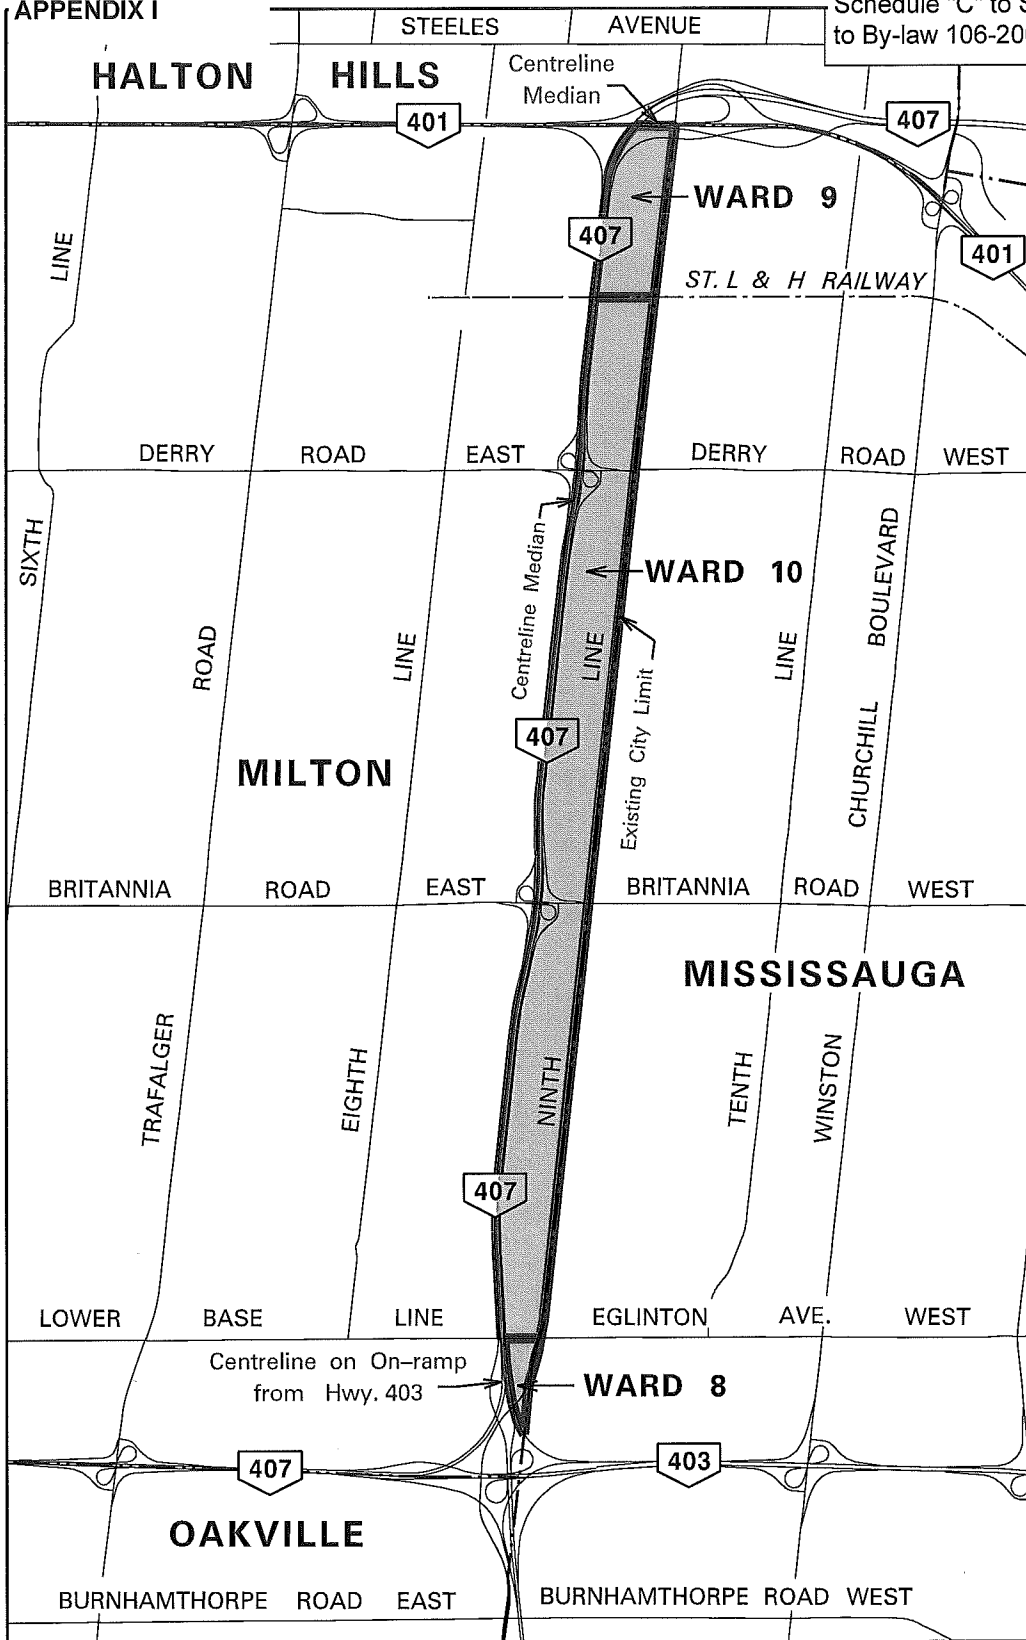 APPENDIX I
Schedule "C" to
to By-law 106-20
STEELES AVENUE
HALTON HILLS
Centreline
Median
401
407
WARD 9
407
401
LINE
ST. L & H RAILWAY
DERRY ROAD EAST
DERRY ROAD WEST
SIXTH
Centreline Median
WARD 10
BOULEVARD
ROAD
LINE
LINE
LINE
Existing City Limit
CHURCHILL
407
MILTON
BRITANNIA ROAD EAST
BRITANNIA ROAD WEST
MISSISSAUGA
TRAFALGER
EIGHTH
NINTH
TENTH
WINSTON
407
LOWER BASE LINE
EGLINTON AVE. WEST
Centreline on On-ramp
from Hwy. 403
WARD 8
407
403
OAKVILLE
BURNHAMTHORPE ROAD EAST
BURNHAMTHORPE ROAD WEST